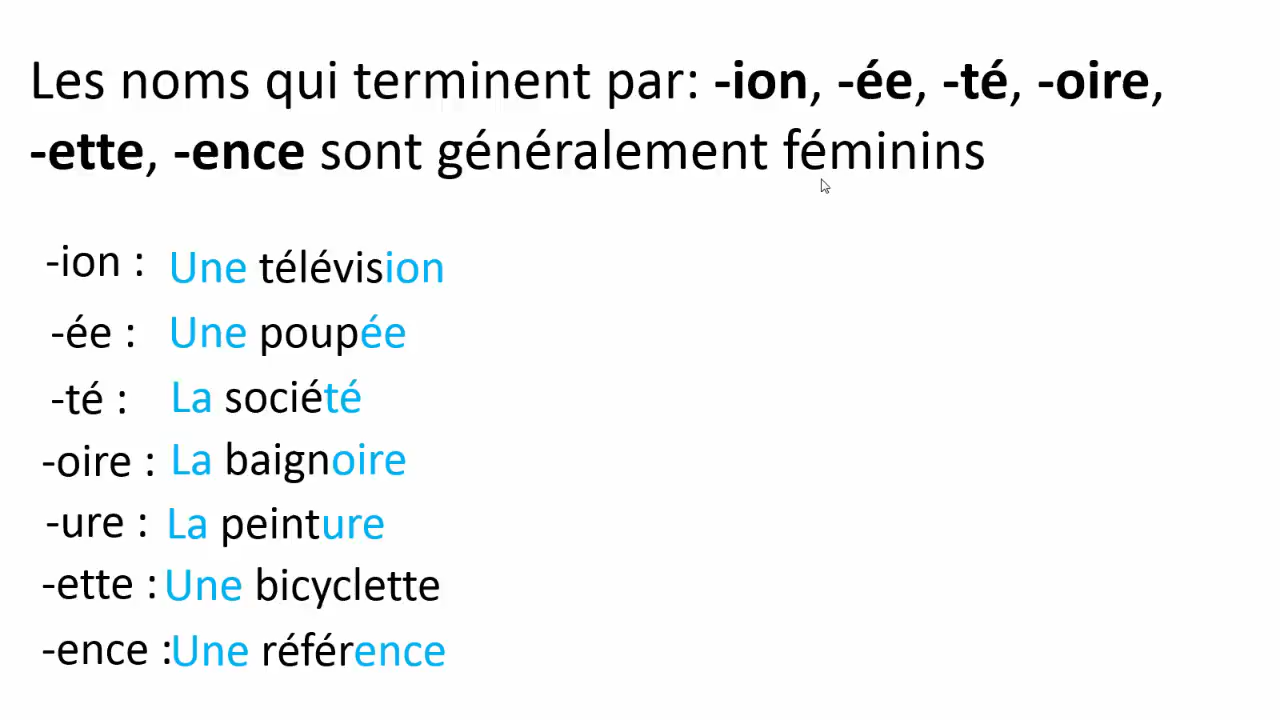 Les noms qui terminent par: -ion, -ée, -té, -oire,
-ette, -ence sont généralement féminins
-ion : Une télévision
-ée : Une poupée
-té : La société
-oire : La baignoire
-ure : La peinture
-ette : Une bicyclette
-ence : Une référence